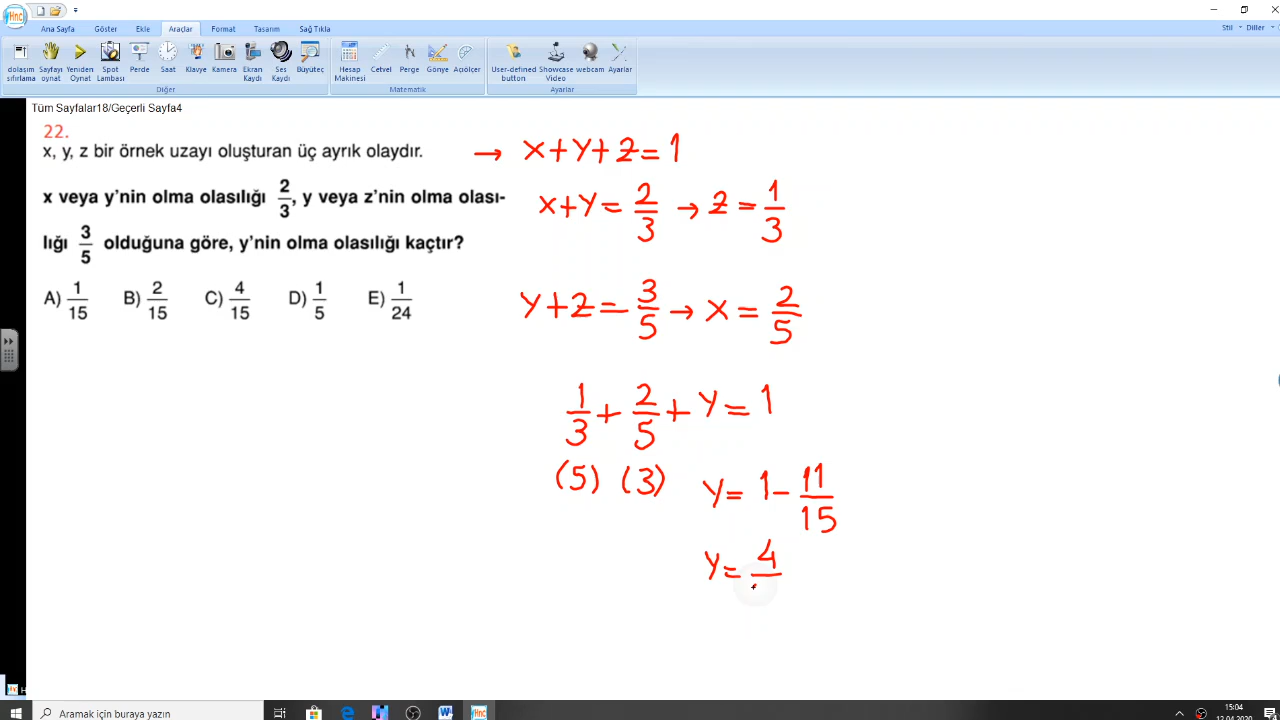 Ana Sayfa Göster Ekle Araçlar Format Tasarım Sağ Tıkla Stil Diller
dolaşım sıfırlama Sayfayı oynat Yeniden Oynat Spot Lambası Perde Saat Klavye Kamera Ekran Kaydı Ses Kaydı Büyüteç Hesap Makinesi Cetvel Perge Gönye Açıölçer User-defined button Showcase Video webcam Ayarlar
Diğer Matematik Ayarlar
Tüm Sayfalar18/Geçerli Sayfa4
22.
x, y, z bir örnek uzayı oluşturan üç ayrık olaydır.
x veya y'nin olma olasılığı 2/3, y veya z'nin olma olası-
lığı 3/5 olduğuna göre, y'nin olma olasılığı kaçtır?
A) 1/15 B) 2/15 C) 4/15 D) 1/5 E) 1/24
→ x+y+z=1
x+y=2/3 → z=1/3
y+z=3/5 → x=2/5
1/3+2/5+y=1
(5) (3)
y=1-11/15
y=4
Aramak için buraya yazın
15:04
13.04.2020